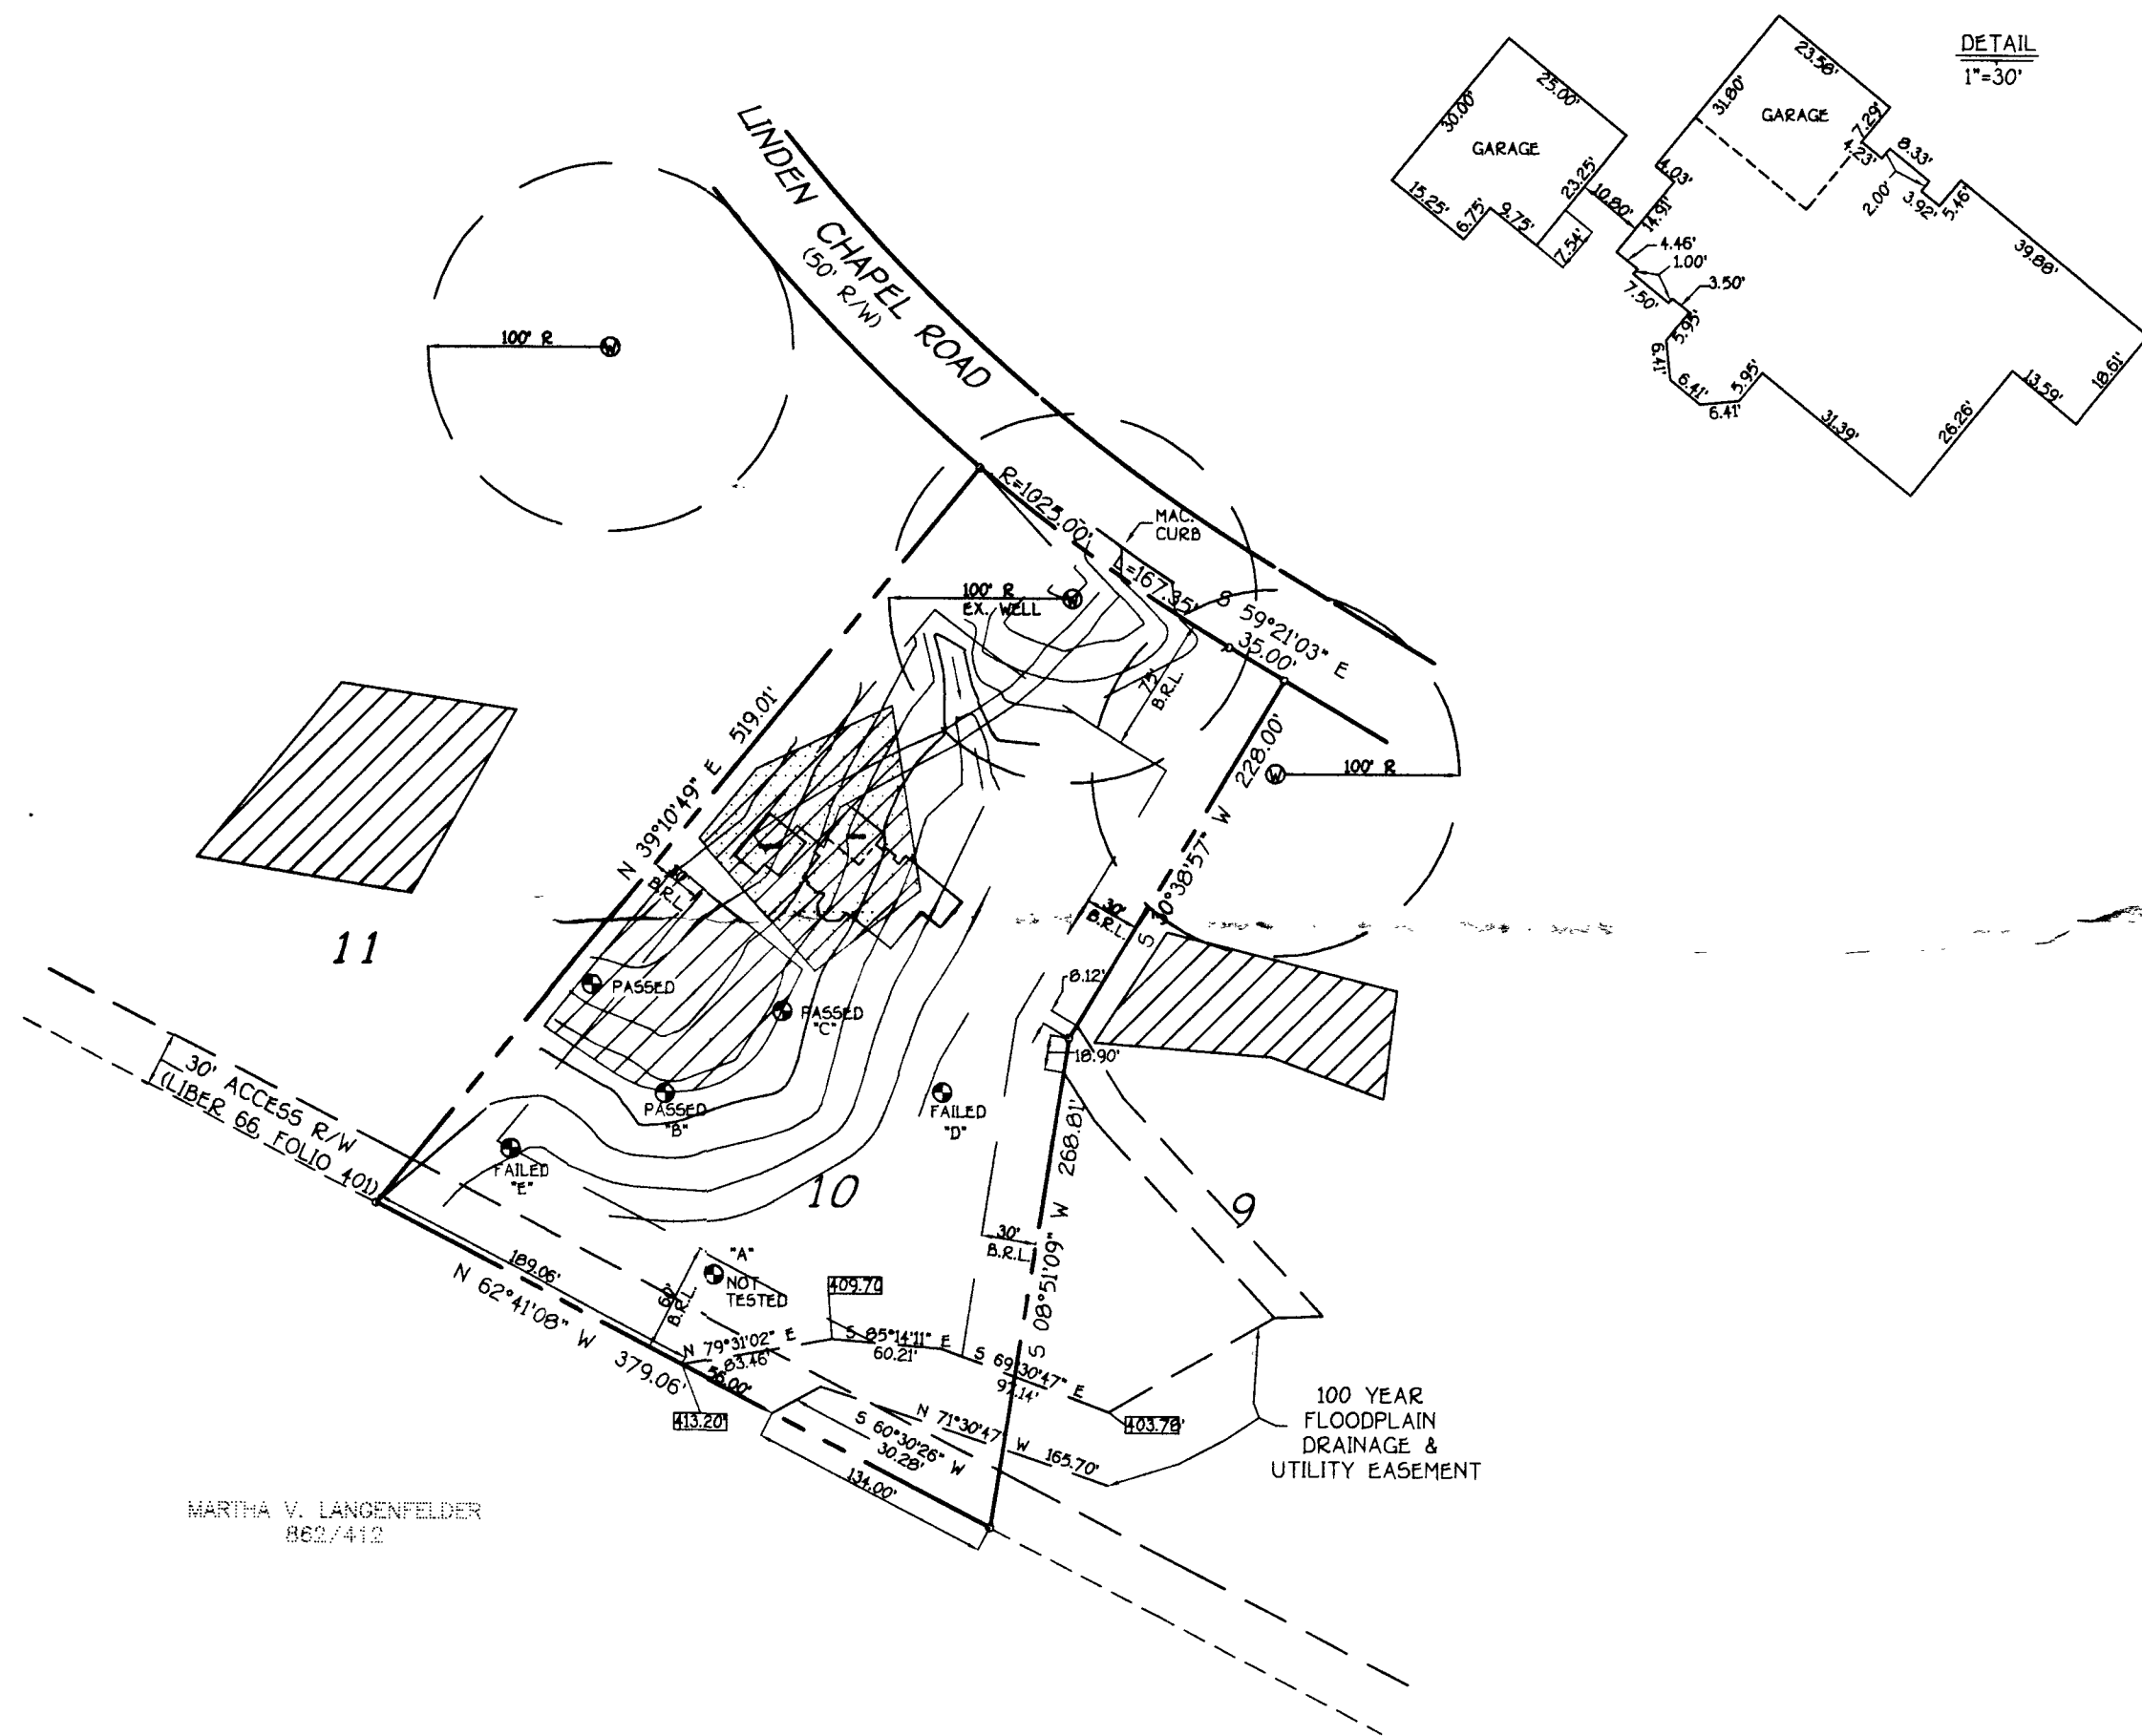 DETAIL
1"=30'
23.58'
31.80'
GARAGE
7.29'
4.23'
8.33'
2.00'
3.92'
5.46'
39.88'
18.61'
13.59'
26.26'
31.39'
5.95'
6.41'
6.41'
6.41'
5.95'
3.50'
7.50'
1.00'
4.46'
14.91'
4.03'
10.80'
25.00'
30.00'
GARAGE
23.25'
15.25'
6.75'
9.75'
7.54'
LINDEN CHAPEL ROAD
(50' R/W)
100' R
W
R=1025.00'
L=167.35'
MAC.
CURB
S 59°21'03" E
35.00'
100' R
EX. WELL
W
75'
B.R.L.
N 39°10'49" E 519.01'
228.00'
S 30°38'57" W
W
100' R
B.R.L.
30'
B.R.L.
11
PASSED
PASSED
"C"
8.12'
18.90'
30' ACCESS R/W
(LIBER 66, FOLIO 401)
PASSED
"B"
FAILED
"D"
FAILED
"E"
10
9
S 08°51'09" W 268.81'
30'
B.R.L.
189.06'
N 62°41'08" W 379.06'
"A"
NOT
TESTED
60'
B.R.L.
409.70
N 79°31'02" E
83.46'
S 85°14'11" E
60.21'
S 69°30'47" E
97.14'
56.00'
413.20'
403.78'
N 71°30'47" W 165.70'
S 60°30'26" W
30.28'
134.00'
100 YEAR
FLOODPLAIN
DRAINAGE &
UTILITY EASEMENT
MARTHA V. LANGENFELDER
862/412